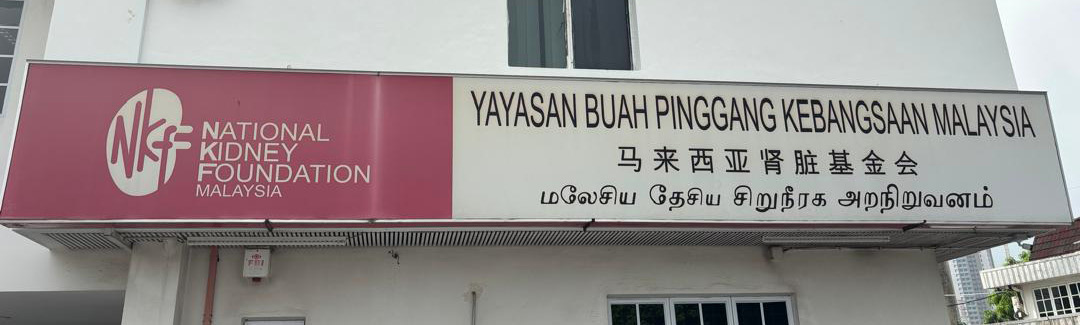 NKF
NATIONAL
KIDNEY
FOUNDATION
MALAYSIA
YAYASAN BUAH PINGGANG KEBANGSAAN MALAYSIA
马来西亚肾脏基金会
மலேசிய தேசிய சிறுநீரக அறநிறுவனம்